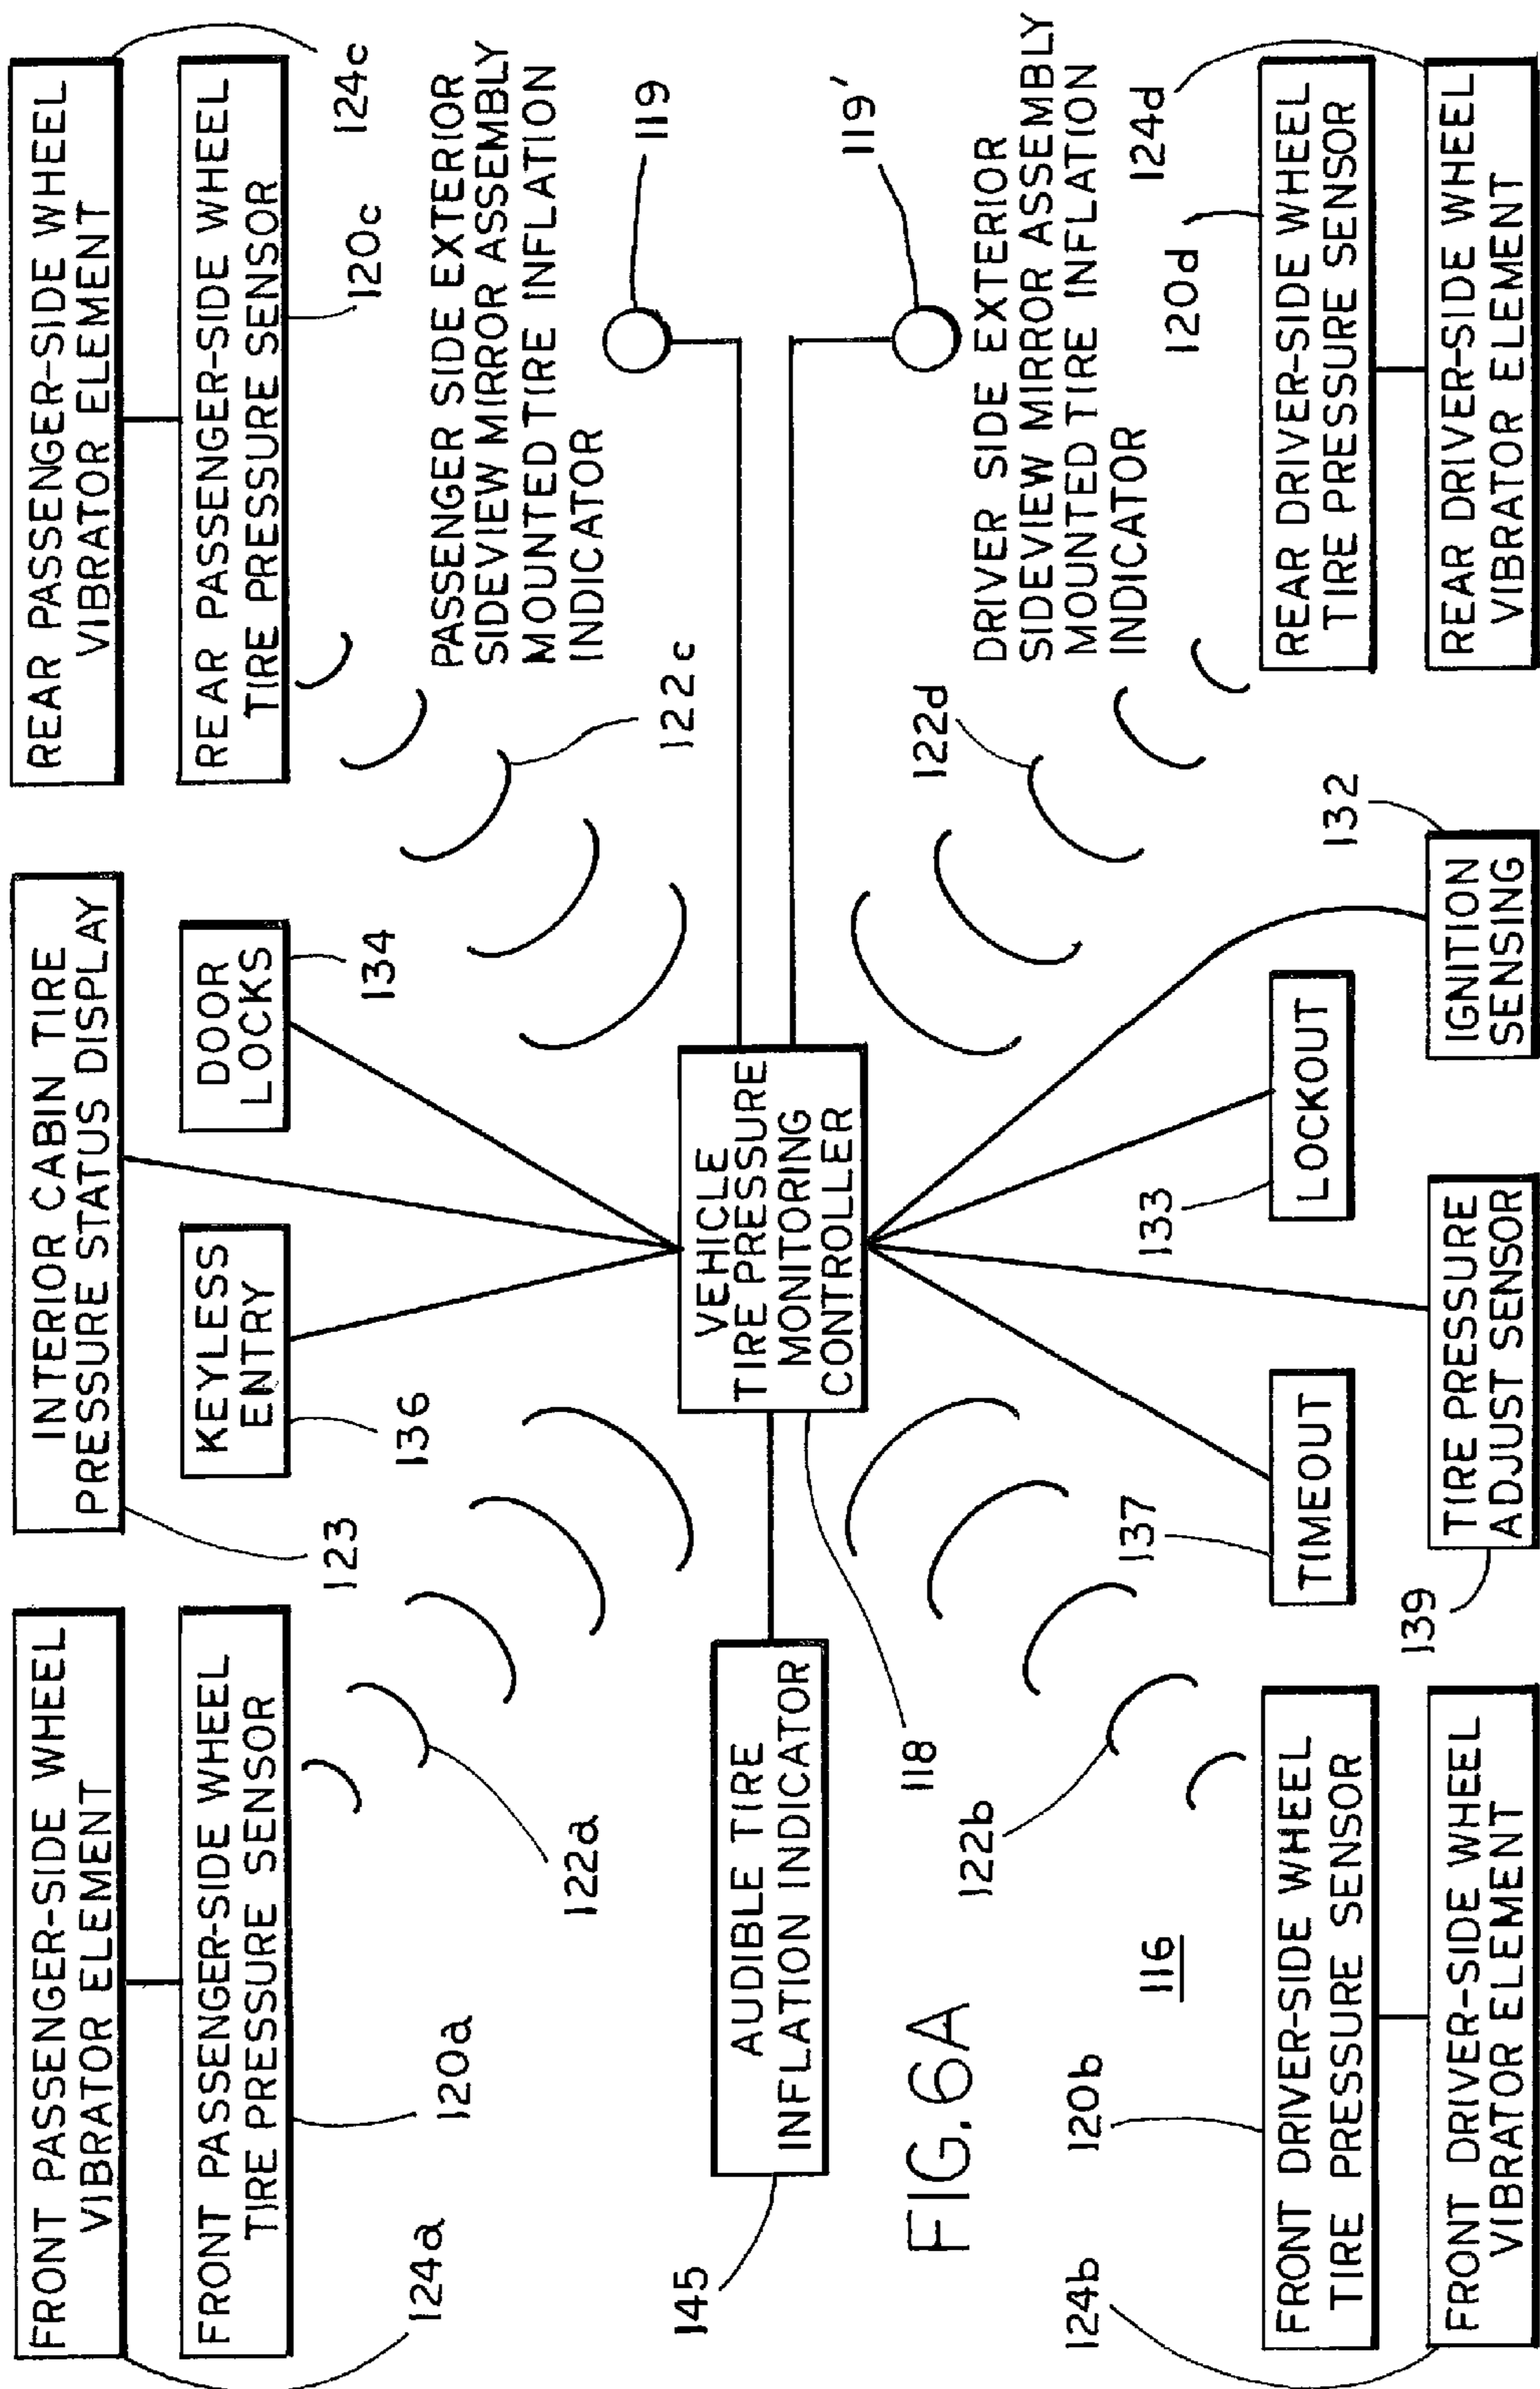 FRONT PASSENGER-SIDE WHEEL
VIBRATOR ELEMENT
124a
FRONT PASSENGER-SIDE WHEEL
TIRE PRESSURE SENSOR
120a
122a
INTERIOR CABIN TIRE
PRESSURE STATUS DISPLAY
123
KEYLESS
ENTRY
136
DOOR
LOCKS
134
REAR PASSENGER-SIDE WHEEL
VIBRATOR ELEMENT
124c
REAR PASSENGER-SIDE WHEEL
TIRE PRESSURE SENSOR
120c
122c
PASSENGER SIDE EXTERIOR
SIDEVIEW MIRROR ASSEMBLY
MOUNTED TIRE INFLATION
INDICATOR
119
145
AUDIBLE TIRE
INFLATION INDICATOR
VEHICLE
TIRE PRESSURE
MONITORING
CONTROLLER
118
119'
DRIVER SIDE EXTERIOR
SIDEVIEW MIRROR ASSEMBLY
MOUNTED TIRE INFLATION
INDICATOR
FIG.6A
116
122b
122d
120b
FRONT DRIVER-SIDE WHEEL
TIRE PRESSURE SENSOR
124b
FRONT DRIVER-SIDE WHEEL
VIBRATOR ELEMENT
137
TIMEOUT
139
TIRE PRESSURE
ADJUST SENSOR
133
LOCKOUT
132
IGNITION
SENSING
120d
REAR DRIVER-SIDE WHEEL
TIRE PRESSURE SENSOR
124d
REAR DRIVER-SIDE WHEEL
VIBRATOR ELEMENT